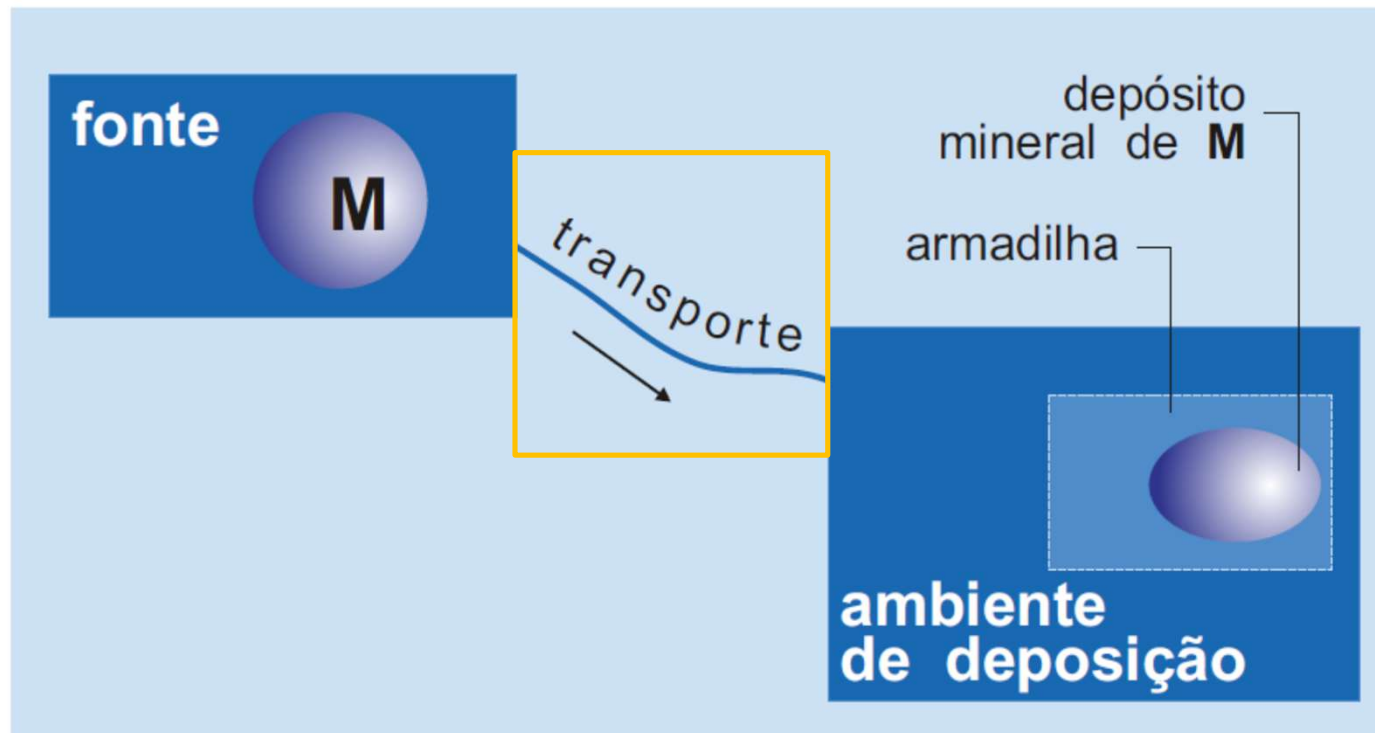 fonte
M
transporte
depósito
mineral de M
armadilha
ambiente
de deposição